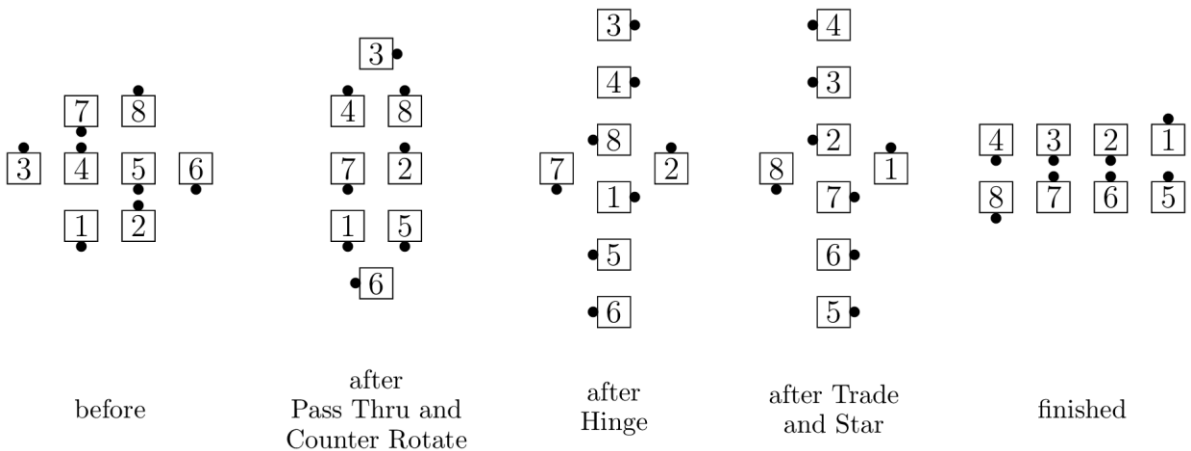 3 3 4
7 8 4 8 4 3
3 4 5 6 7 2 7 8 2 8 2 1 4 3 2 1
1 2 1 5 1 7 8 7 6 5
6 5 6
6 5
before
after
Pass Thru and
Counter Rotate
after
Hinge
after Trade
and Star
finished